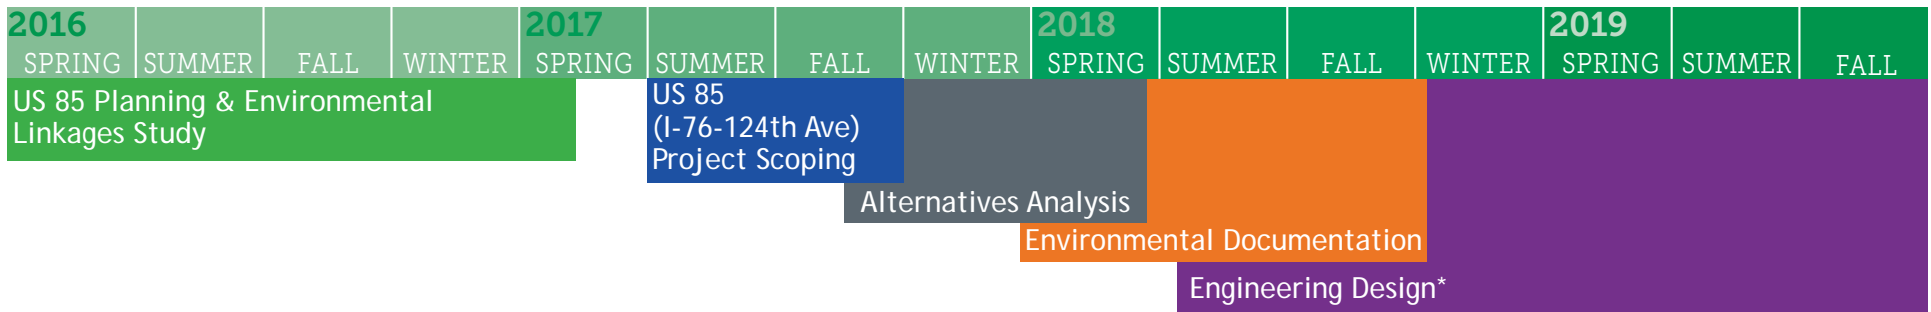 2016 2017 2018 2019
SPRING SUMMER FALL WINTER SPRING SUMMER FALL WINTER SPRING SUMMER FALL WINTER SPRING SUMMER FALL
US 85 Planning & Environmental
Linkages Study
US 85
(I-76-124th Ave)
Project Scoping
Alternatives Analysis
Environmental Documentation
Engineering Design*